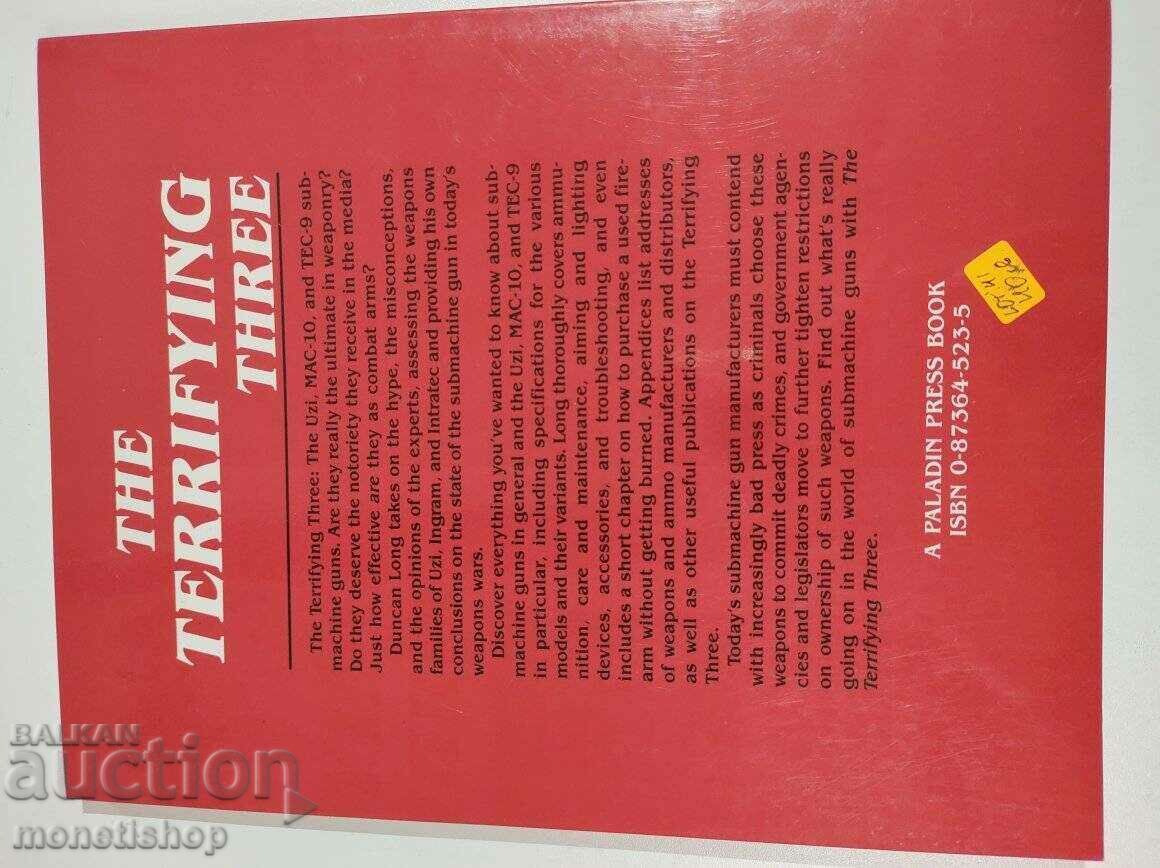 THE
TERRIFYING
THREE
The Terrifying Three: The Uzi, MAC-10, and TEC-9 sub-
machine guns. Are they really the ultimate in weaponry?
Do they deserve the notoriety they receive in the media?
Just how effective are they as combat arms?
Duncan Long takes on the hype, the misconceptions,
and the opinions of the experts, assessing the weapons
families of Uzi, Ingram, and Intratec and providing his own
conclusions on the state of the submachine gun in today's
weapons wars.
Discover everything you've wanted to know about sub-
machine guns in general and the Uzi, MAC-10, and TEC-9
in particular, including specifications for the various
models and their variants. Long thoroughly covers ammu-
nition, care and maintenance, aiming and lighting
devices, accessories, and troubleshooting, and even
includes a short chapter on how to purchase a used fire-
arm without getting burned. Appendices list addresses
of weapons and ammo manufacturers and distributors,
as well as other useful publications on the Terrifying
Three.
Today's submachine gun manufacturers must contend
with increasingly bad press as criminals choose these
weapons to commit deadly crimes, and government agen-
cies and legislators move to further tighten restrictions
on ownership of such weapons. Find out what's really
going on in the world of submachine guns with The
Terrifying Three.
A PALADIN PRESS BOOK
ISBN 0-87364-523-5
BALKAN
auction
monetishop